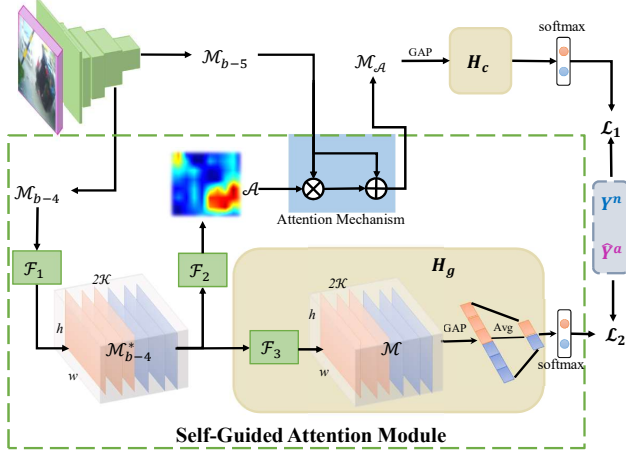 softmax
GAP
M_{b-5}
M_A
H_c
L_1
M_{b-4}
A
Attention Mechanism
Y^n
Ŷ^a
F_1
F_2
2K
h
M*_{b-4}
w
H_g
2K
h
F_3
M
w
GAP
Avg
softmax
L_2
Self-Guided Attention Module